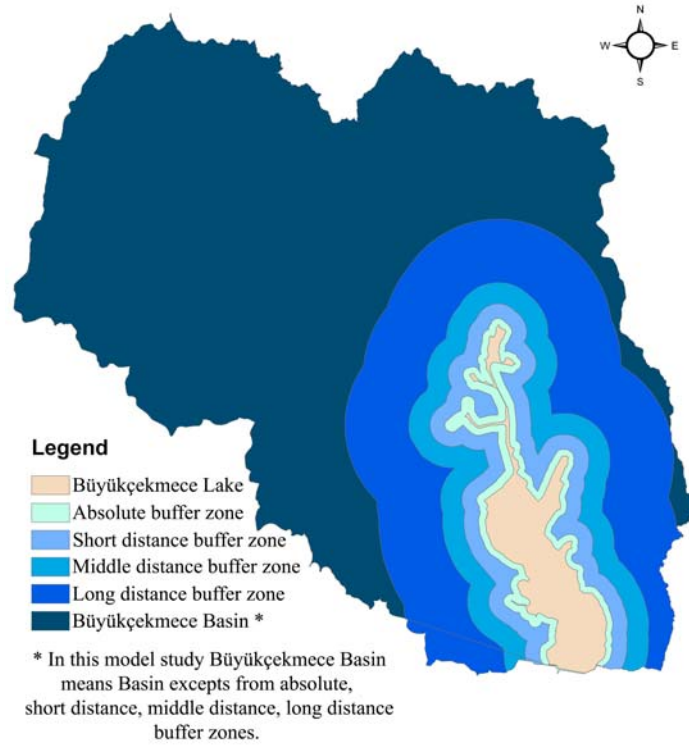 N
W E
S
Legend
Büyükçekmece Lake
Absolute buffer zone
Short distance buffer zone
Middle distance buffer zone
Long distance buffer zone
Büyükçekmece Basin *
* In this model study Büyükçekmece Basin
means Basin excepts from absolute,
short distance, middle distance, long distance
buffer zones.